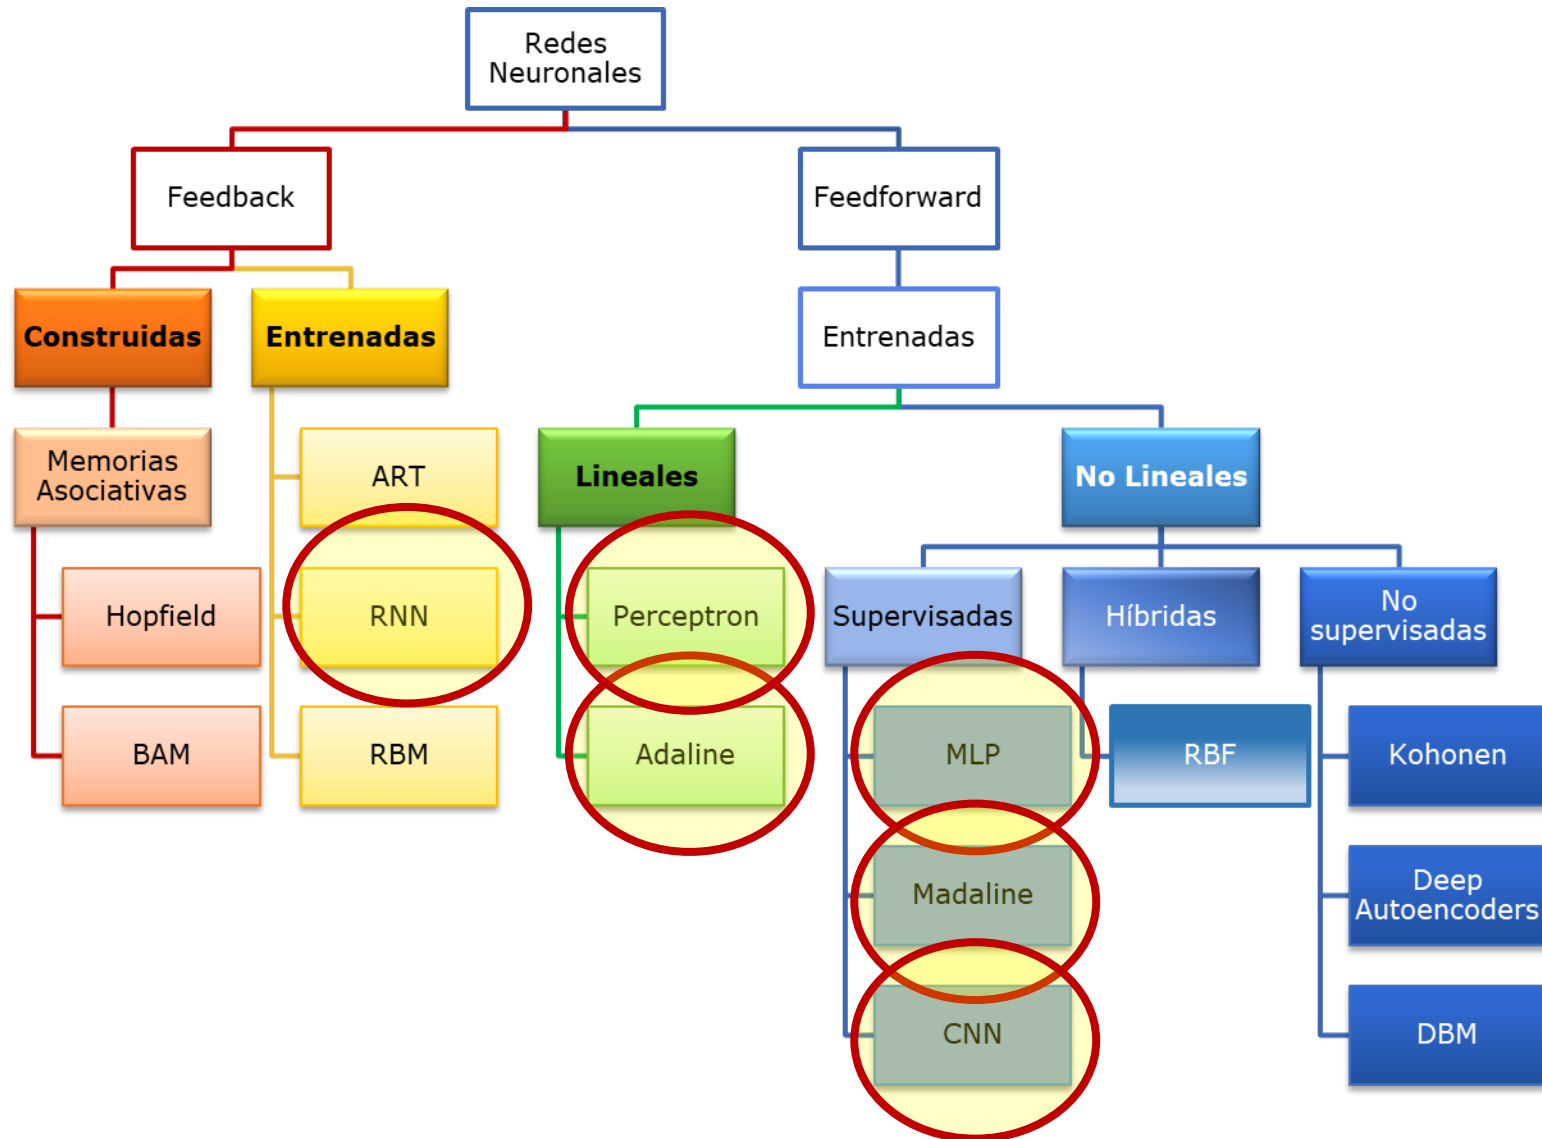 Redes
Neuronales
Feedback
Feedforward
Construidas
Entrenadas
Entrenadas
Memorias
Asociativas
ART
Lineales
No Lineales
Hopfield
RNN
Perceptron
Supervisadas
Híbridas
No
supervisadas
BAM
RBM
Adaline
MLP
RBF
Kohonen
Madaline
Deep
Autoencoders
CNN
DBM